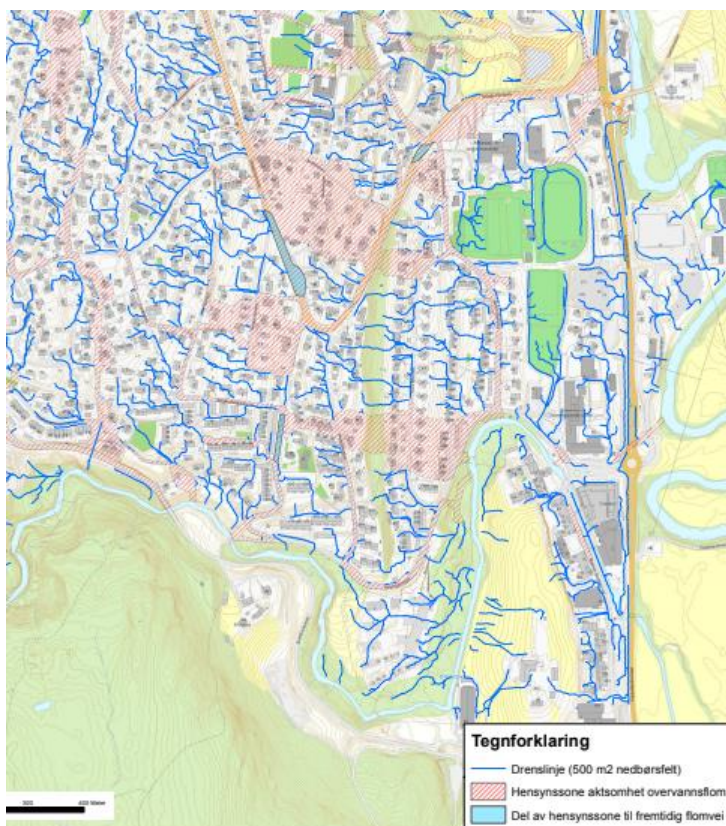 Tegnforklaring
Drenslinje (500 m2 nedbørsfelt)
Hensynssone aktsomhet overvannsflom
Del av hensynssone til fremtidig flomvei